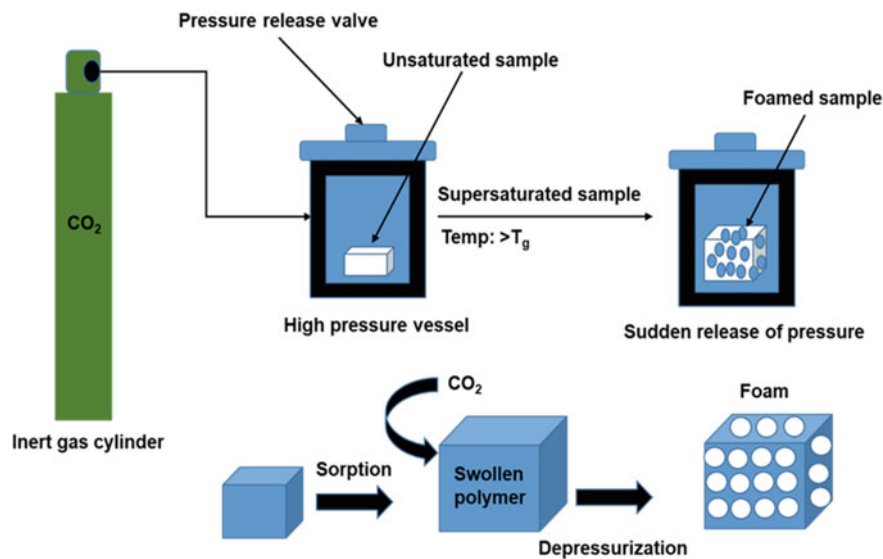 Pressure release valve
Unsaturated sample
Foamed sample
CO₂
Supersaturated sample
Temp: >Tg
High pressure vessel
Sudden release of pressure
Inert gas cylinder
CO₂
Foam
Sorption
Swollen
polymer
Depressurization